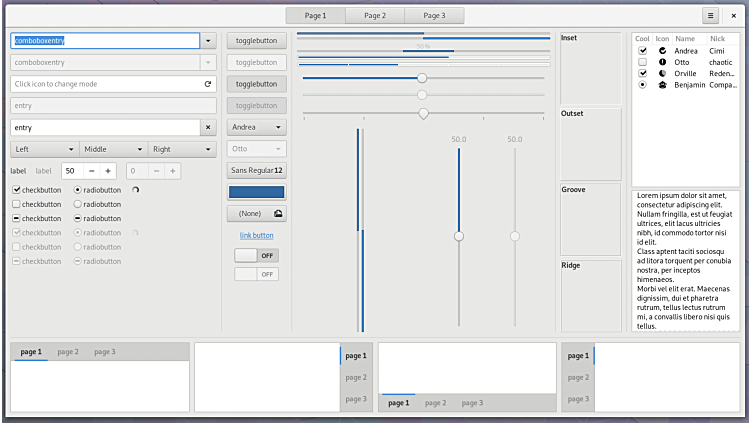 Page 1 Page 2 Page 3
comboboxentry
comboboxentry
Click icon to change mode
entry
entry
Left Middle Right
label label 50 0
checkbutton radiobutton
checkbutton radiobutton
checkbutton radiobutton
checkbutton radiobutton
checkbutton radiobutton
checkbutton radiobutton
togglebutton
togglebutton
togglebutton
togglebutton
Andrea
Otto
Sans Regular 12
(None)
link button
OFF
OFF
50 %
50.0 50.0
Inset
Outset
Groove
Ridge
Cool Icon Name Nick
Andrea Cimi
Otto chaotic
Orville Reden...
Benjamin Compa...
Lorem ipsum dolor sit amet,
consectetur adipiscing elit.
Nullam fringilla, est ut feugiat
ultrices, elit lacus ultricies
nibh, id commodo tortor nisi
id elit.
Class aptent taciti sociosqu
ad litora torquent per conubia
nostra, per inceptos
himenaeos.
Morbi vel elit erat. Maecenas
dignissim, dui et pharetra
rutrum, tellus lectus rutrum
mi, a convallis libero nisi quis
tellus.
page 1 page 2 page 3
page 1
page 2
page 3
page 1 page 2 page 3
page 1
page 2
page 3